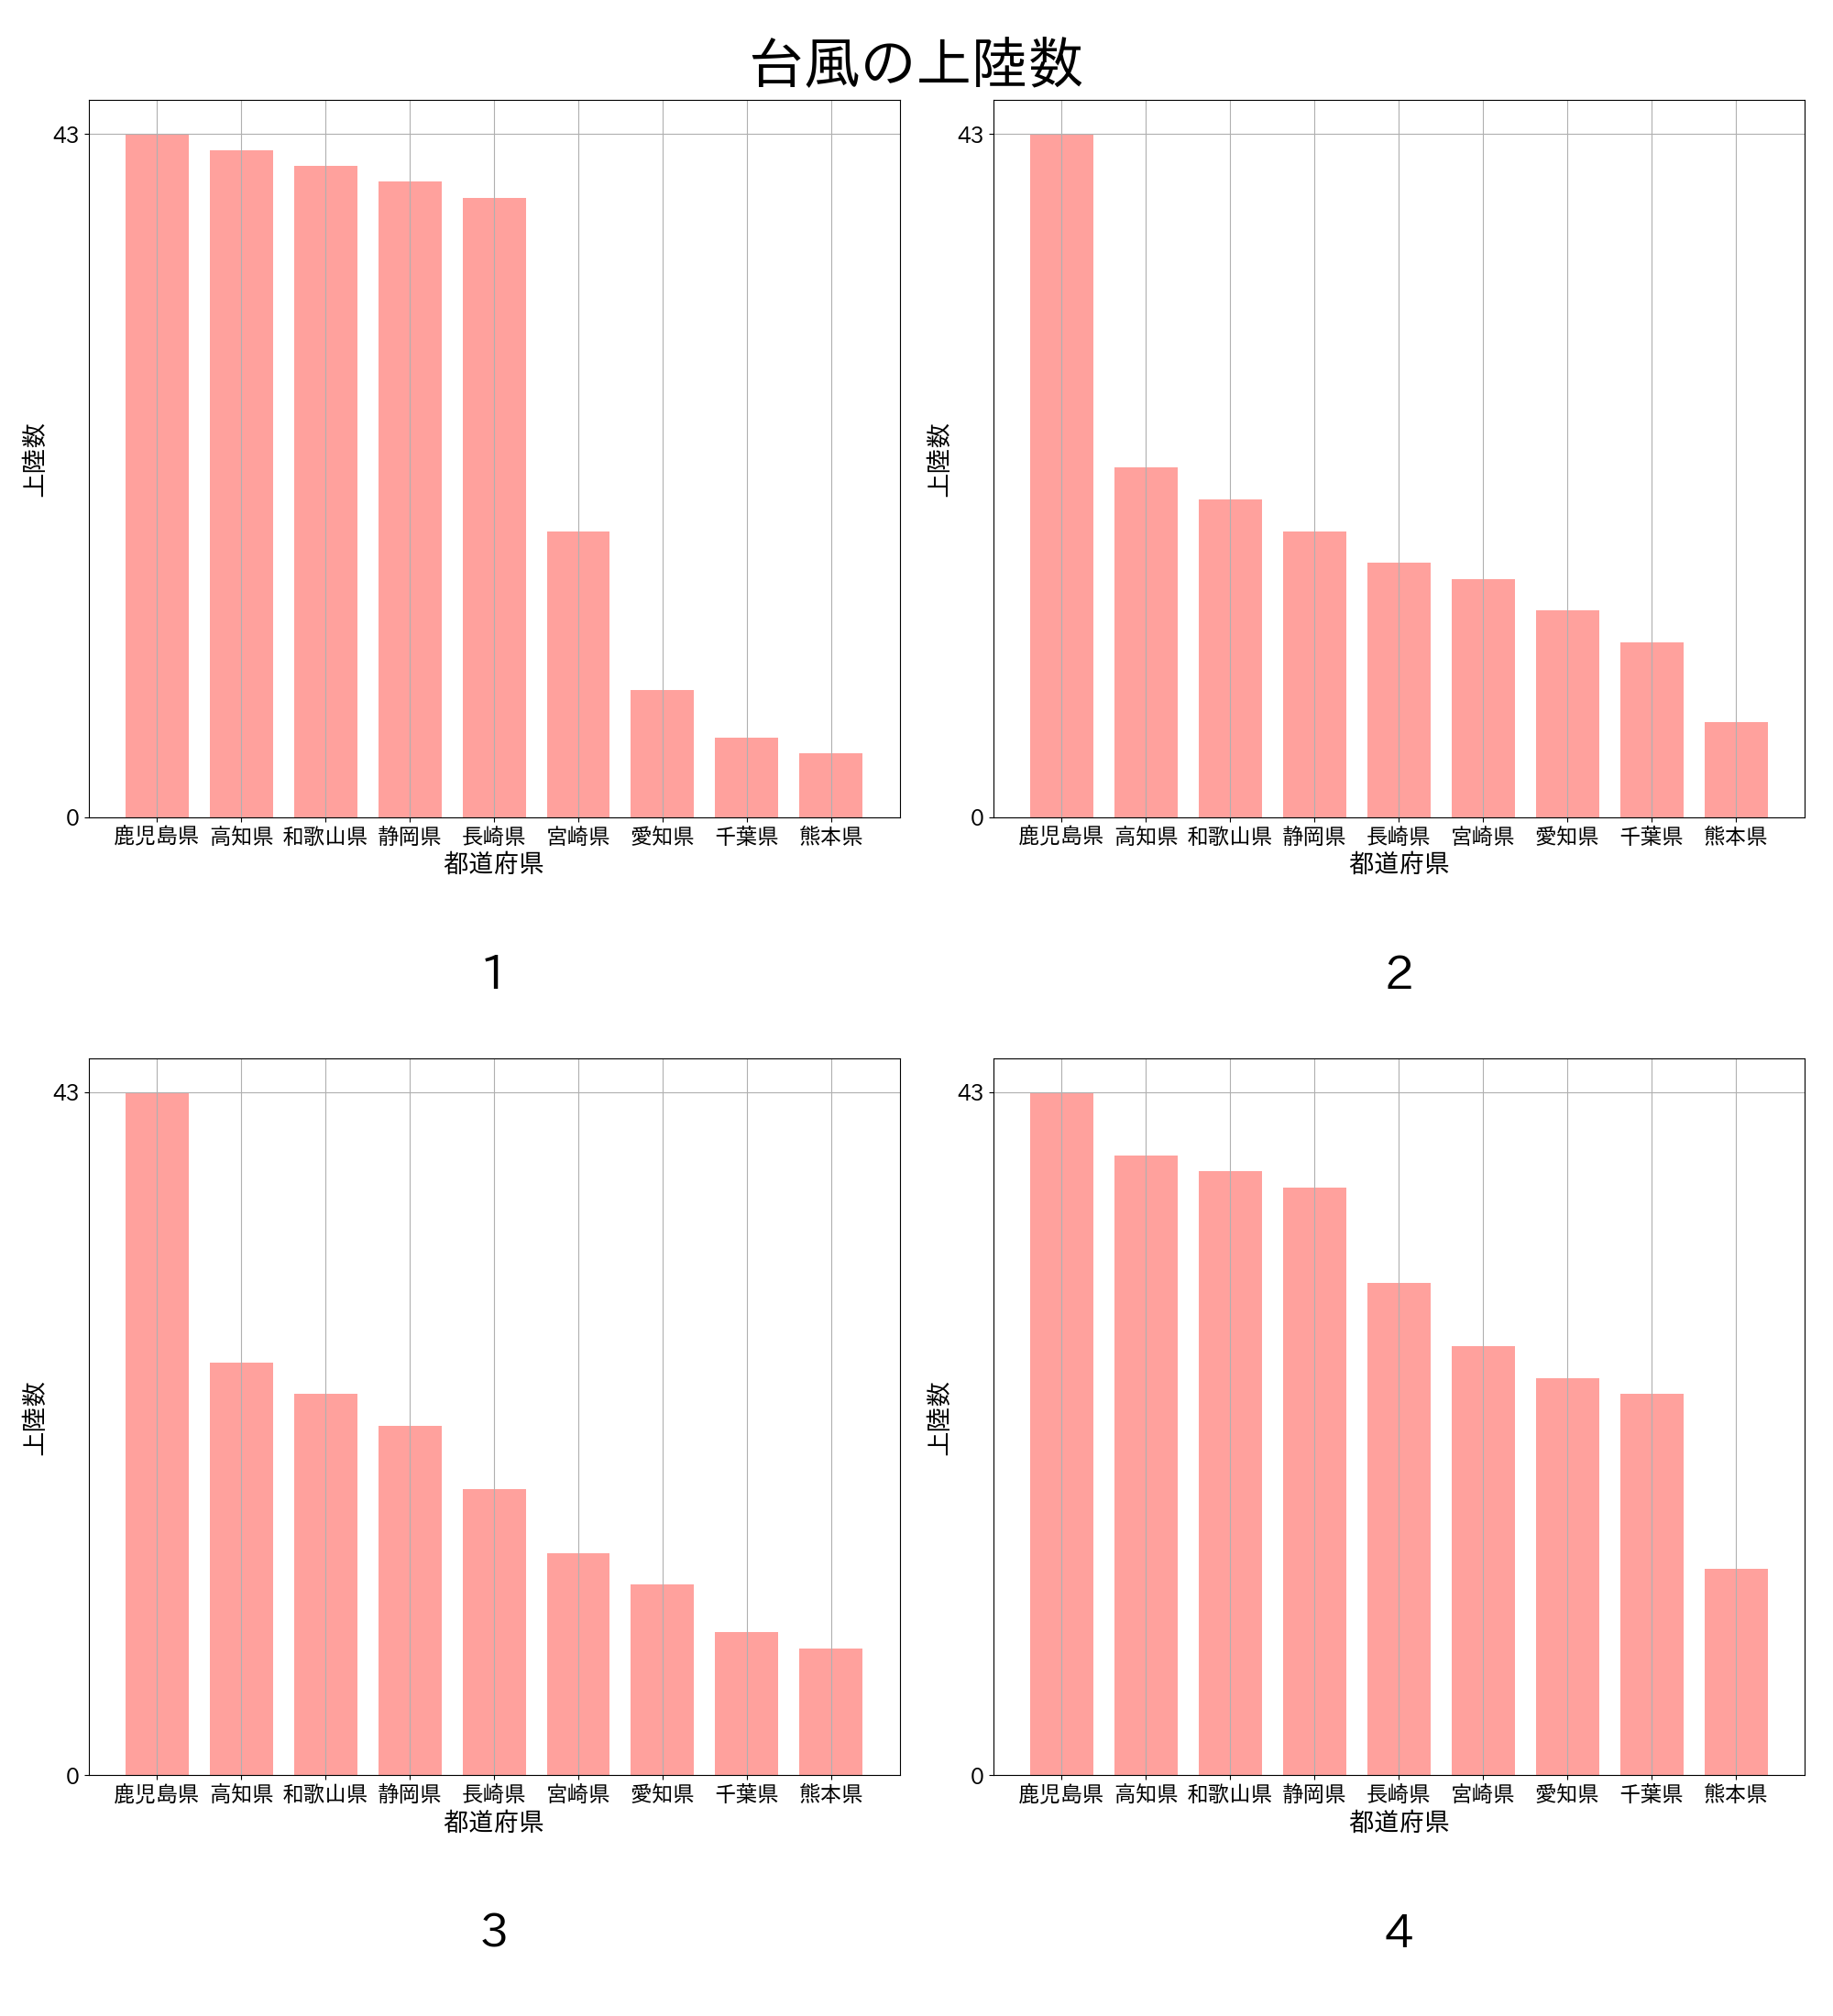 台風の上陸数
43
0
上陸数
鹿児島県 高知県 和歌山県 静岡県 長崎県 宮崎県 愛知県 千葉県 熊本県
都道府県
1
43
0
上陸数
鹿児島県 高知県 和歌山県 静岡県 長崎県 宮崎県 愛知県 千葉県 熊本県
都道府県
2
43
0
上陸数
鹿児島県 高知県 和歌山県 静岡県 長崎県 宮崎県 愛知県 千葉県 熊本県
都道府県
3
43
0
上陸数
鹿児島県 高知県 和歌山県 静岡県 長崎県 宮崎県 愛知県 千葉県 熊本県
都道府県
4